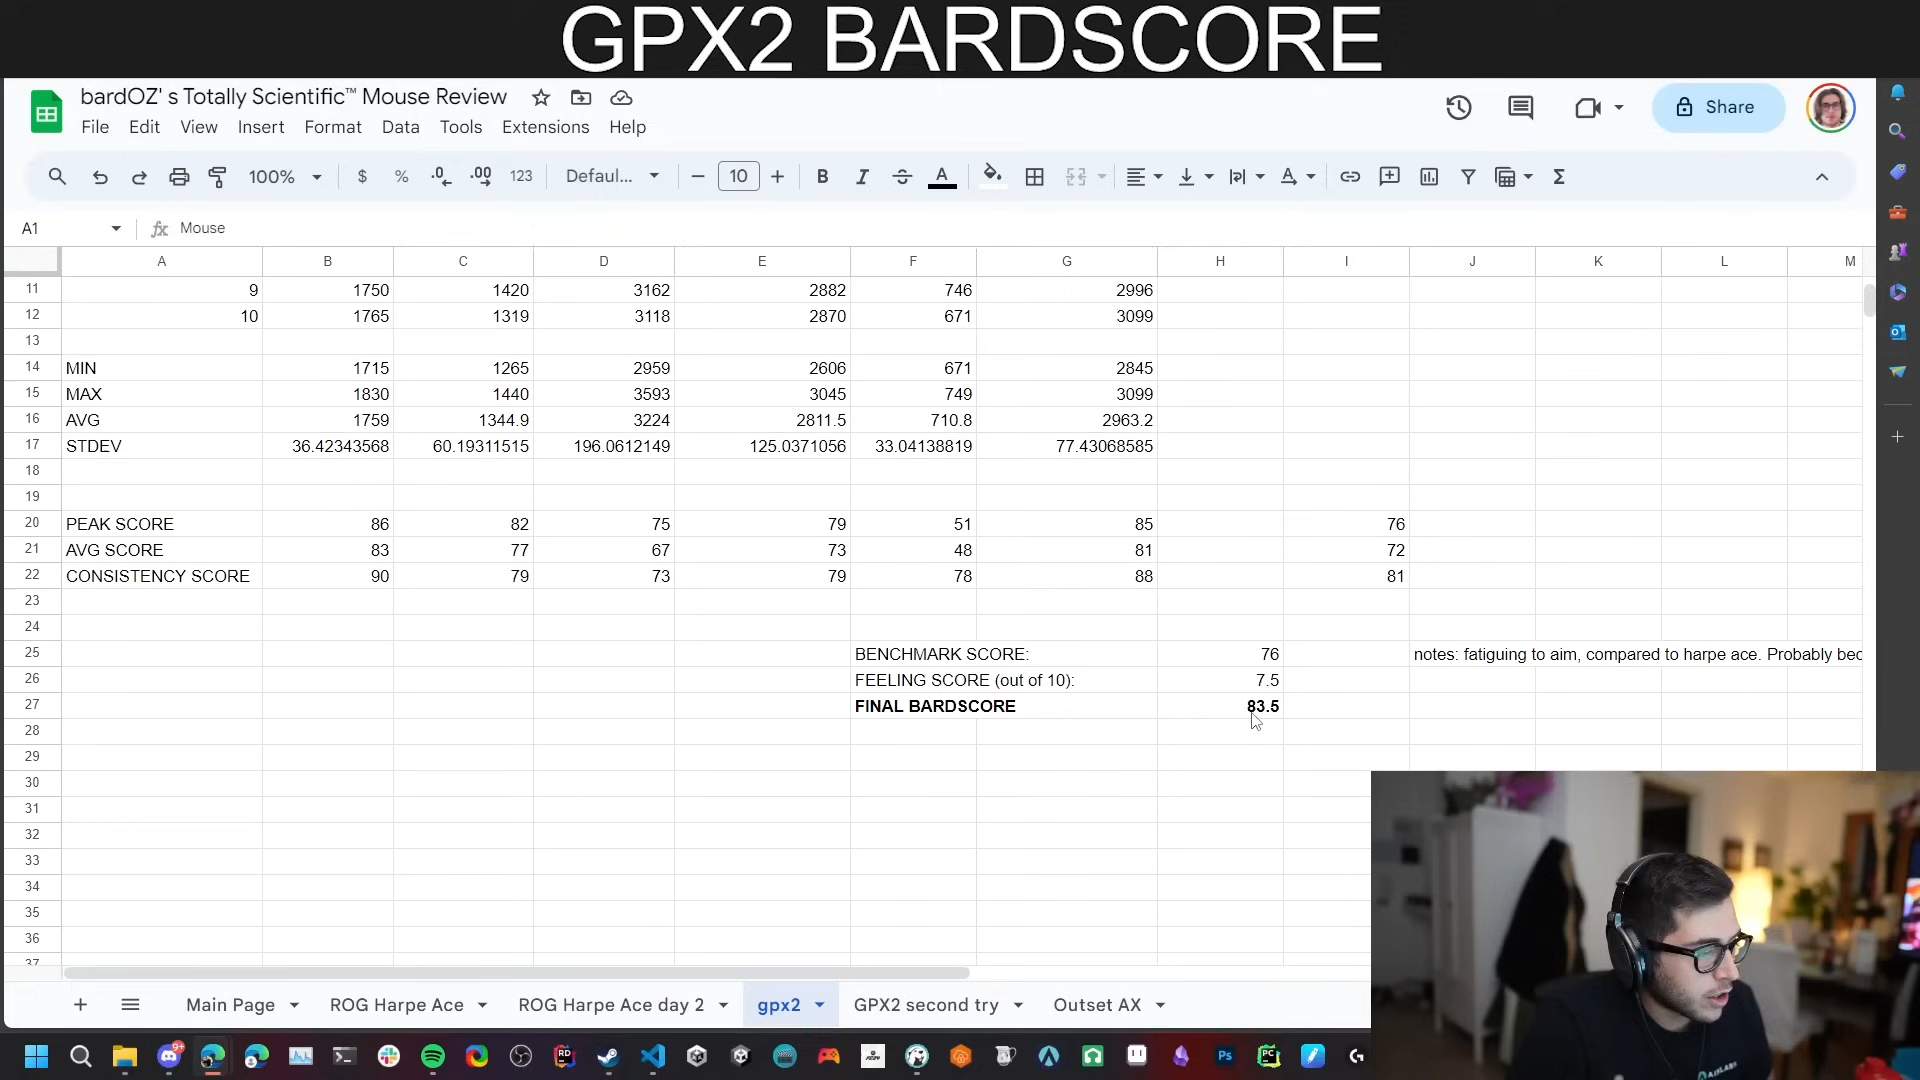 GPX2 BARDSCORE
bardOZ' s Totally Scientific™ Mouse Review
Share
File Edit View Insert Format Data Tools Extensions Help
100% $ % .0 .00 123 Defaul... 10 B I A
A1 fx Mouse
A B C D E F G H I J K L M
11 9 1750 1420 3162 2882 746 2996
12 10 1765 1319 3118 2870 671 3099
13
14 MIN 1715 1265 2959 2606 671 2845
15 MAX 1830 1440 3593 3045 749 3099
16 AVG 1759 1344.9 3224 2811.5 710.8 2963.2
17 STDEV 36.42343568 60.19311515 196.0612149 125.0371056 33.04138819 77.43068585
18
19
20 PEAK SCORE 86 82 75 79 51 85 76
21 AVG SCORE 83 77 67 73 48 81 72
22 CONSISTENCY SCORE 90 79 73 79 78 88 81
23
24
25 BENCHMARK SCORE: 76 notes: fatiguing to aim, compared to harpe ace. Probably bec
26 FEELING SCORE (out of 10): 7.5
27 FINAL BARDSCORE 83.5
28
29
30
31
32
33
34
35
36
37
Main Page ROG Harpe Ace ROG Harpe Ace day 2 gpx2 GPX2 second try Outset AX
9+ RD Ps PC